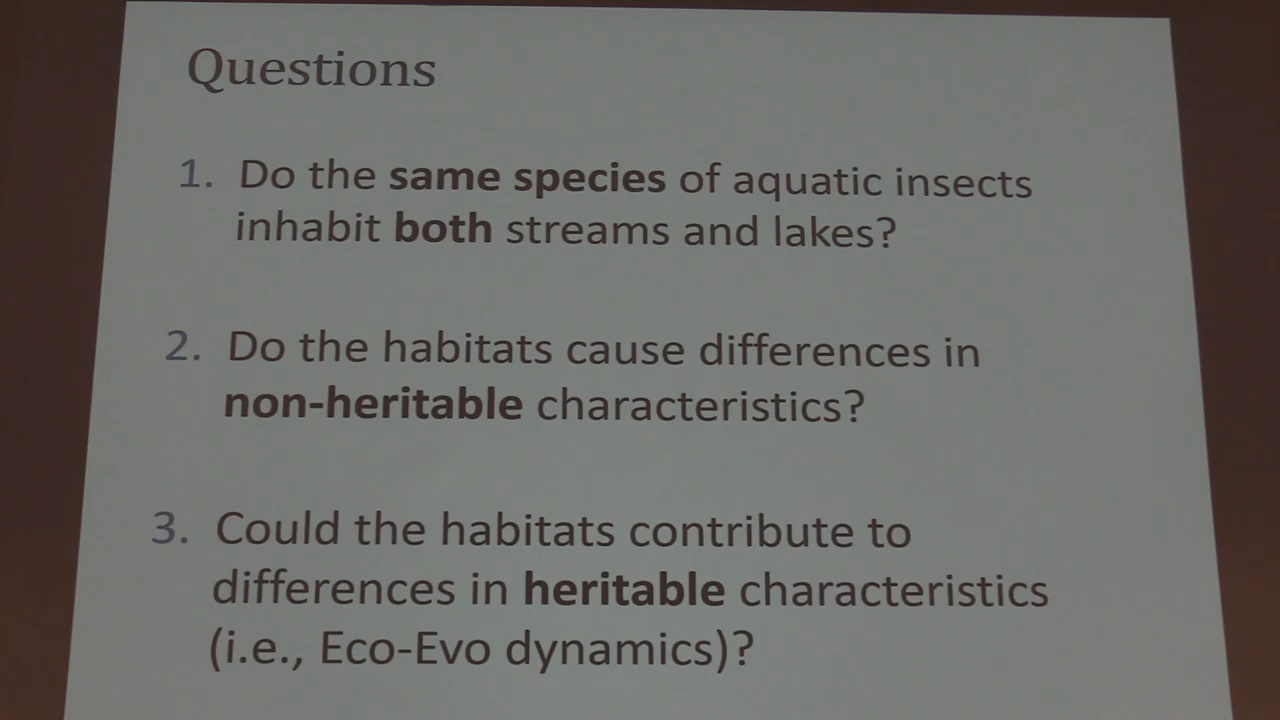 Questions
1. Do the same species of aquatic insects
inhabit both streams and lakes?
2. Do the habitats cause differences in
non-heritable characteristics?
3. Could the habitats contribute to
differences in heritable characteristics
(i.e., Eco-Evo dynamics)?